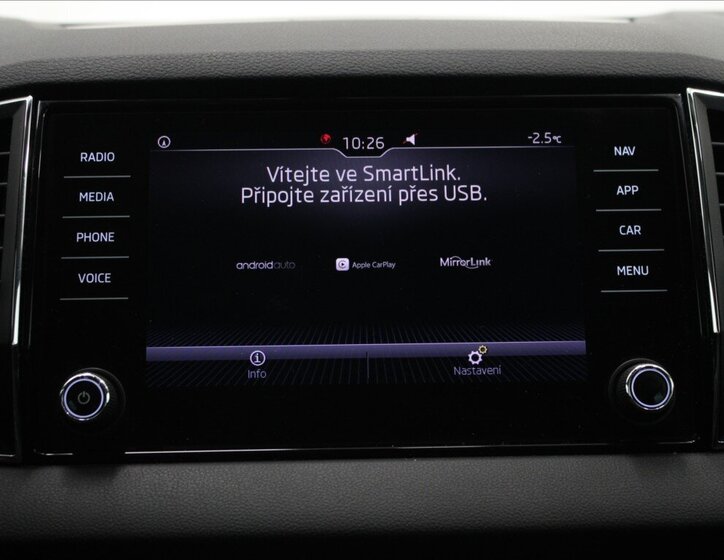 10:26
-2.5°C
RADIO
MEDIA
PHONE
VOICE
Vítejte ve SmartLink.
Připojte zařízení přes USB.
androidauto
Apple CarPlay
MirrorLink
Info
Nastavení
NAV
APP
CAR
MENU